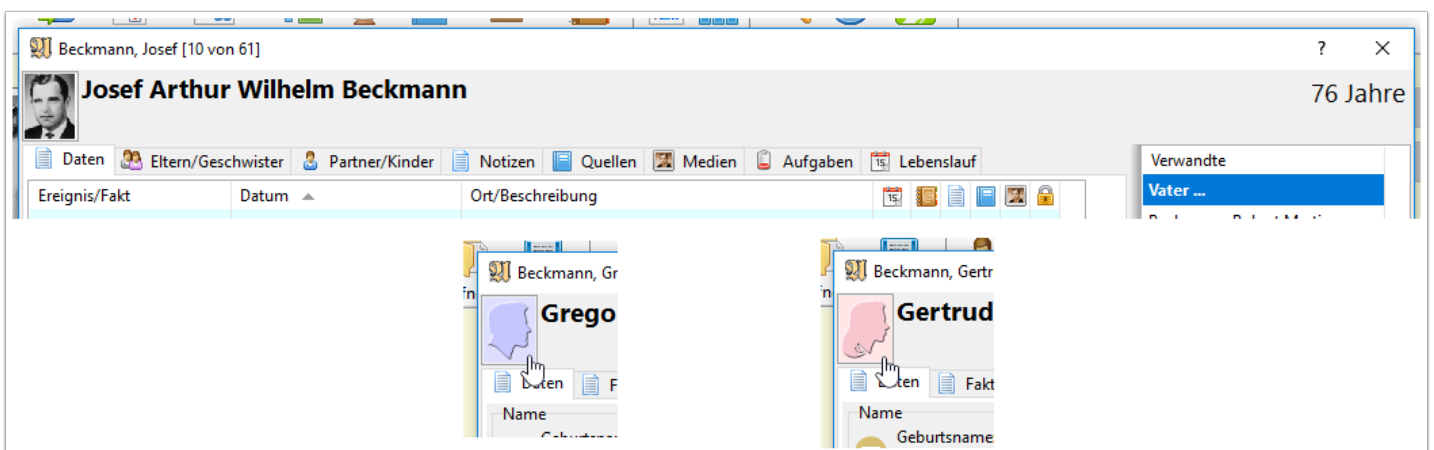 Beckmann, Josef [10 von 61]
?
Josef Arthur Wilhelm Beckmann
76 Jahre
Daten Eltern/Geschwister Partner/Kinder Notizen Quellen Medien Aufgaben 15 Lebenslauf
Verwandte
Ereignis/Fakt Datum Ort/Beschreibung 15
Vater ...
Beckmann, Gr
Grego
Daten F
Name
Beckmann, Gertr
Gertrud
Fakt
Name
Geburtsname